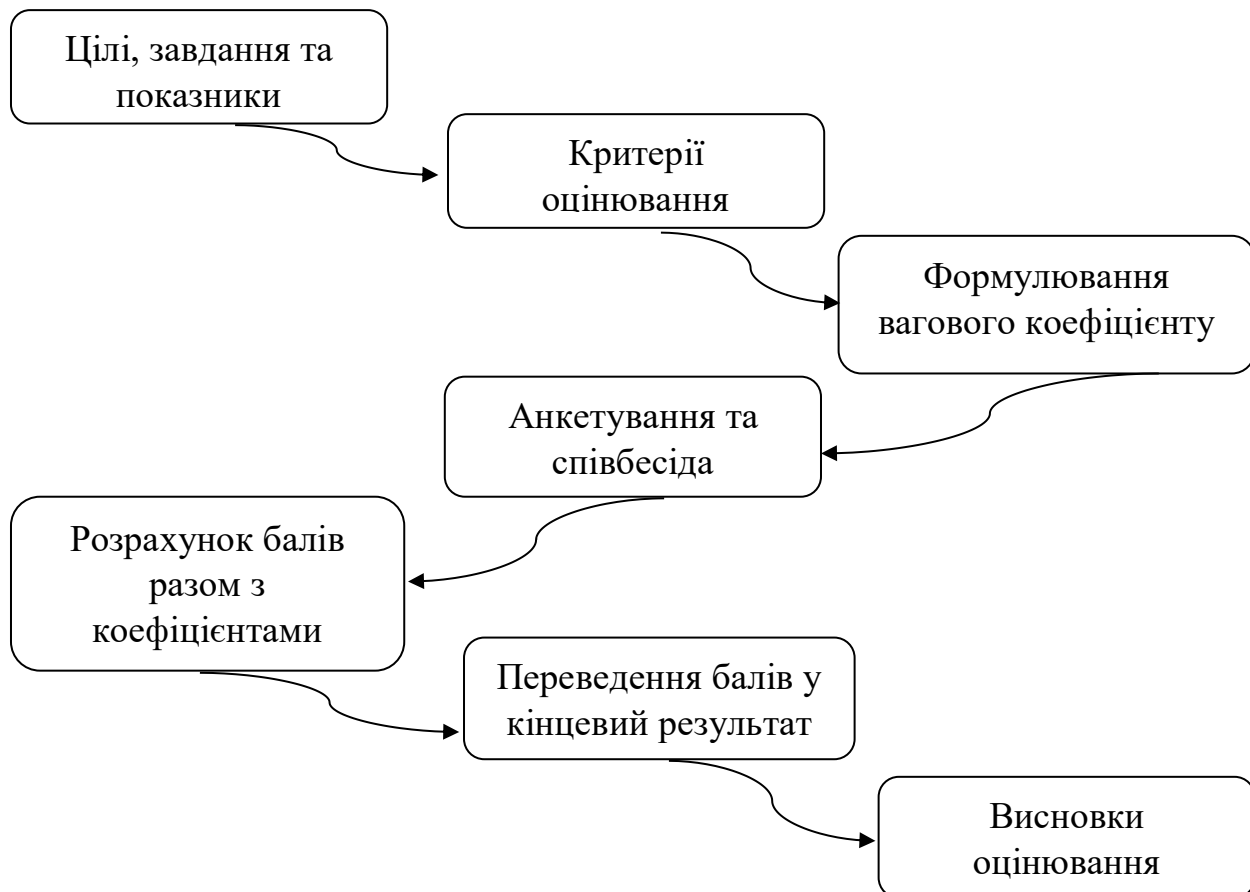 Цілі, завдання та
показники
Критерії
оцінювання
Формулювання
вагового коефіцієнту
Анкетування та
співбесіда
Розрахунок балів
разом з
коефіцієнтами
Переведення балів у
кінцевий результат
Висновки
оцінювання